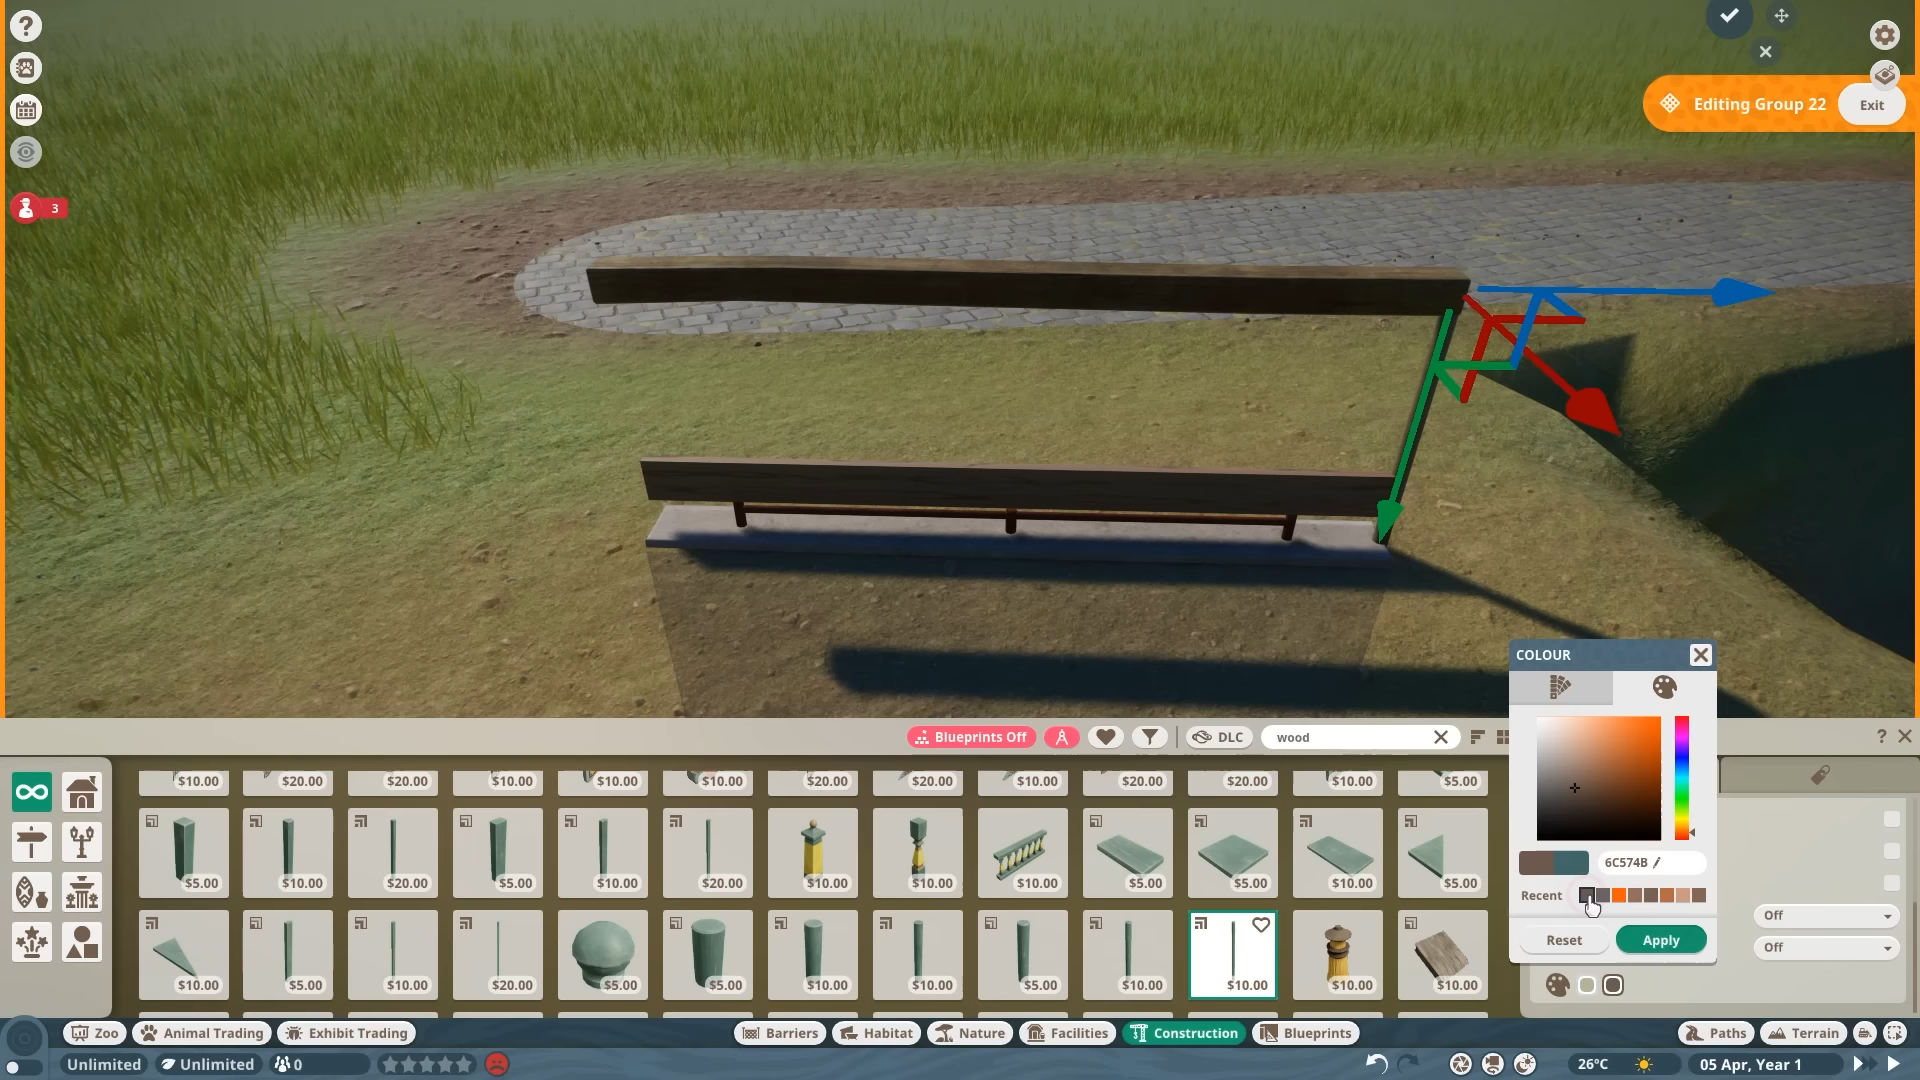 ?
Editing Group 22
Exit
3
Blueprints Off
DLC
wood
?
COLOUR
6C574B
Recent
Reset
Apply
Off
Off
$10.00 $20.00 $20.00 $10.00 $10.00 $10.00 $20.00 $20.00 $10.00 $20.00 $10.00 $5.00
$5.00 $10.00 $20.00 $5.00 $10.00 $20.00 $10.00 $10.00 $10.00 $5.00 $5.00 $10.00 $5.00
$10.00 $5.00 $10.00 $20.00 $5.00 $5.00 $10.00 $10.00 $5.00 $10.00 $10.00 $10.00 $10.00
Zoo
Animal Trading
Exhibit Trading
Barriers
Habitat
Nature
Facilities
Construction
Blueprints
Paths
Terrain
Unlimited
Unlimited
0
26°C
05 Apr, Year 1